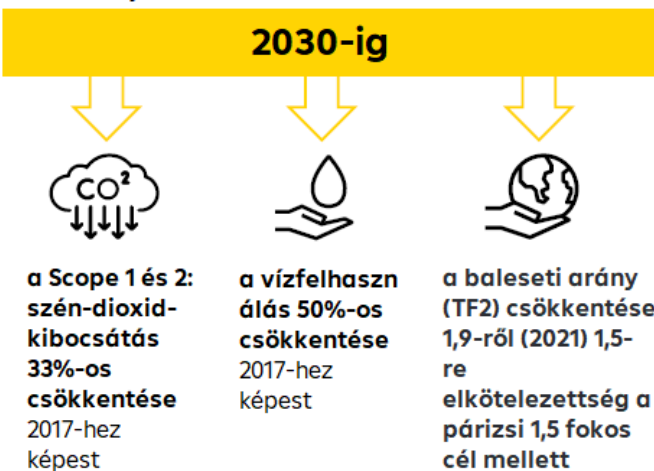 2030-ig
CO²
a Scope 1 és 2:
szén-dioxid-
kibocsátás
33%-os
csökkentése
2017-hez
képest
a vízfelhaszn
álás 50%-os
csökkentése
2017-hez
képest
a baleseti arány
(TF2) csökkentése
1,9-ről (2021) 1,5-
re
elkötelezettség a
párizsi 1,5 fokos
cél mellett